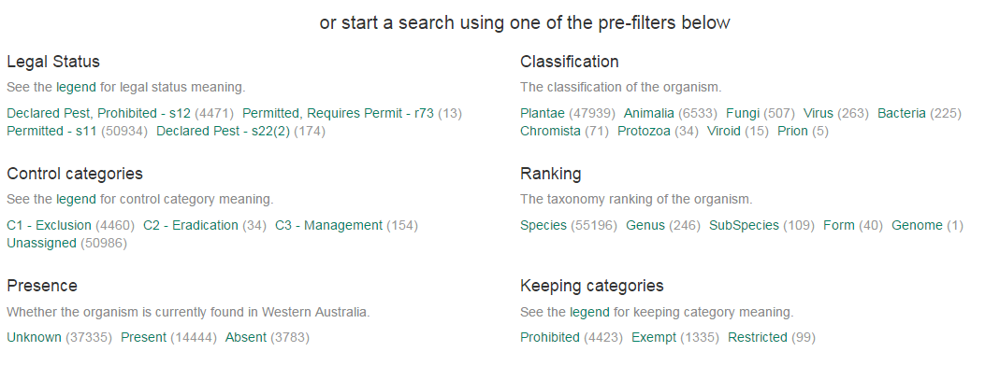 or start a search using one of the pre-filters below
Legal Status
See the legend for legal status meaning.
Declared Pest, Prohibited - s12 (4471) Permitted, Requires Permit - r73 (13)
Permitted - s11 (50934) Declared Pest - s22(2) (174)
Classification
The classification of the organism.
Plantae (47939) Animalia (6533) Fungi (507) Virus (263) Bacteria (225)
Chromista (71) Protozoa (34) Viroid (15) Prion (5)
Control categories
See the legend for control category meaning.
C1 - Exclusion (4460) C2 - Eradication (34) C3 - Management (154)
Unassigned (50986)
Ranking
The taxonomy ranking of the organism.
Species (55196) Genus (246) SubSpecies (109) Form (40) Genome (1)
Presence
Whether the organism is currently found in Western Australia.
Unknown (37335) Present (14444) Absent (3783)
Keeping categories
See the legend for keeping category meaning.
Prohibited (4423) Exempt (1335) Restricted (99)